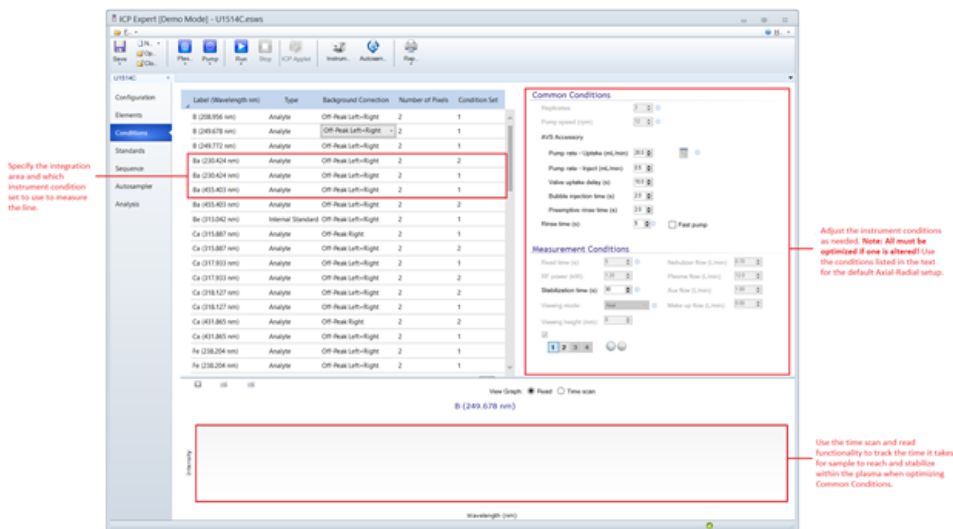 ICP Expert [Demo Mode] - U1514C.esws
Save
Plas..
Pump
Run
Stop
ICP Applet
Instrum..
Autosam..
Rep..
U1514C
Configuration
Elements
Conditions
Standards
Sequence
Autosampler
Analysis
Label (Wavelength nm) Type Background Correction Number of Pixels Condition Set
B (208.956 nm) Analyte Off-Peak Left+Right 2 1
B (249.678 nm) Analyte Off-Peak Left+Right 2 1
B (249.772 nm) Analyte Off-Peak Left+Right 2 1
Ba (230.424 nm) Analyte Off-Peak Left+Right 2 2
Ba (230.424 nm) Analyte Off-Peak Left+Right 2 1
Ba (455.403 nm) Analyte Off-Peak Left+Right 2 1
Ba (455.403 nm) Analyte Off-Peak Left+Right 2 2
Be (313.042 nm) Internal Standard Off-Peak Left+Right 2 1
Ca (315.887 nm) Analyte Off-Peak Right 2 1
Ca (315.887 nm) Analyte Off-Peak Left+Right 2 2
Ca (317.933 nm) Analyte Off-Peak Left+Right 2 1
Ca (317.933 nm) Analyte Off-Peak Left+Right 2 2
Ca (318.127 nm) Analyte Off-Peak Left+Right 2 2
Ca (318.127 nm) Analyte Off-Peak Left+Right 2 1
Ca (431.865 nm) Analyte Off-Peak Right 2 2
Ca (431.865 nm) Analyte Off-Peak Left+Right 2 1
Fe (238.204 nm) Analyte Off-Peak Left+Right 2 2
Fe (238.204 nm) Analyte Off-Peak Left+Right 2 1
Common Conditions
Replicates:
Pump speed (rpm): 12
AVS Accessory
Pump rate - Uptake (mL/min)
Pump rate - Inject (mL/min)
Valve uptake delay (s)
Bubble injection time (s)
Preemptive rinse time (s)
Rinse time (s): Fast pump
Measurement Conditions
Read time (s): Nebulizer flow (L/min):
RF power (kW): Plasma flow (L/min):
Stabilization time (s): 30 Aux flow (L/min):
Viewing mode: Make up flow (L/min):
Viewing height (mm):
1 2 3 4
View Graph: Read Time scan
B (249.678 nm)
Intensity
Wavelength (nm)
Specify the integration
area and which
instrument condition
set to use to measure
the line.
Adjust the instrument conditions
as needed. Note: All must be
optimized if one is altered! Use
the conditions listed in the text
for the default Axial-Radial setup.
Use the time scan and read
functionality to track the time it takes
for sample to reach and stabilize
within the plasma when optimizing
Common Conditions.